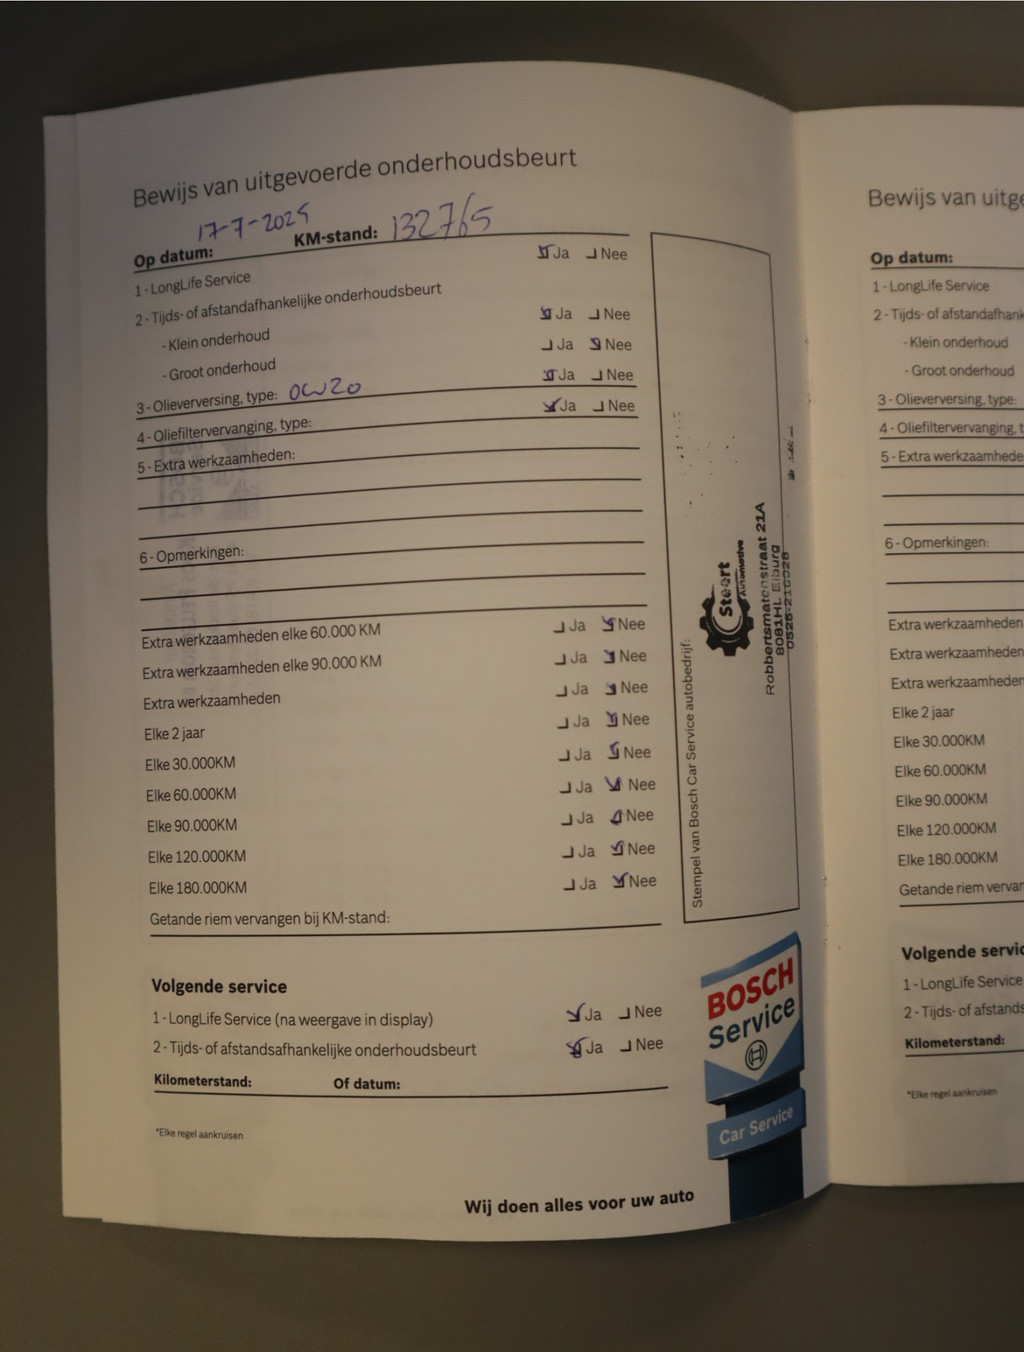 Bewijs van uitgevoerde onderhoudsbeurt
17-7-2025
Op datum: KM-stand: 132765
1 - LongLife Service Ja Nee
2 - Tijds- of afstandafhankelijke onderhoudsbeurt
- Klein onderhoud Ja Nee
- Groot onderhoud Ja Nee
3 - Olieverversing, type: 0W20 Ja Nee
4 - Oliefiltervervanging, type: Ja Nee
5 - Extra werkzaamheden:
6 - Opmerkingen:
Extra werkzaamheden elke 60.000 KM Ja Nee
Extra werkzaamheden elke 90.000 KM Ja Nee
Extra werkzaamheden Ja Nee
Elke 2 jaar Ja Nee
Elke 30.000KM Ja Nee
Elke 60.000KM Ja Nee
Elke 90.000KM Ja Nee
Elke 120.000KM Ja Nee
Elke 180.000KM Ja Nee
Getande riem vervangen bij KM-stand:
Volgende service
1 - LongLife Service (na weergave in display) Ja Nee
2 - Tijds- of afstandsafhankelijke onderhoudsbeurt Ja Nee
Kilometerstand: Of datum:
*Elke regel aankruisen
Stempel van Bosch Car Service autobedrijf:
Steert
Automotive
Robbertsmatenstraat 21A
8081HL Elburg
0525-218028
BOSCH
Service
Car Service
Wij doen alles voor uw auto
Bewijs van uitge
Op datum:
1 - LongLife Service
2 - Tijds- of afstandafhank
- Klein onderhoud
- Groot onderhoud
3 - Olieverversing, type:
4 - Oliefiltervervanging, t
5 - Extra werkzaamhede
6 - Opmerkingen:
Extra werkzaamheden
Extra werkzaamheden
Extra werkzaamheden
Elke 2 jaar
Elke 30.000KM
Elke 60.000KM
Elke 90.000KM
Elke 120.000KM
Elke 180.000KM
Getande riem vervan
Volgende servic
1 - LongLife Service
2 - Tijds- of afstands
Kilometerstand:
*Elke regel aankruisen